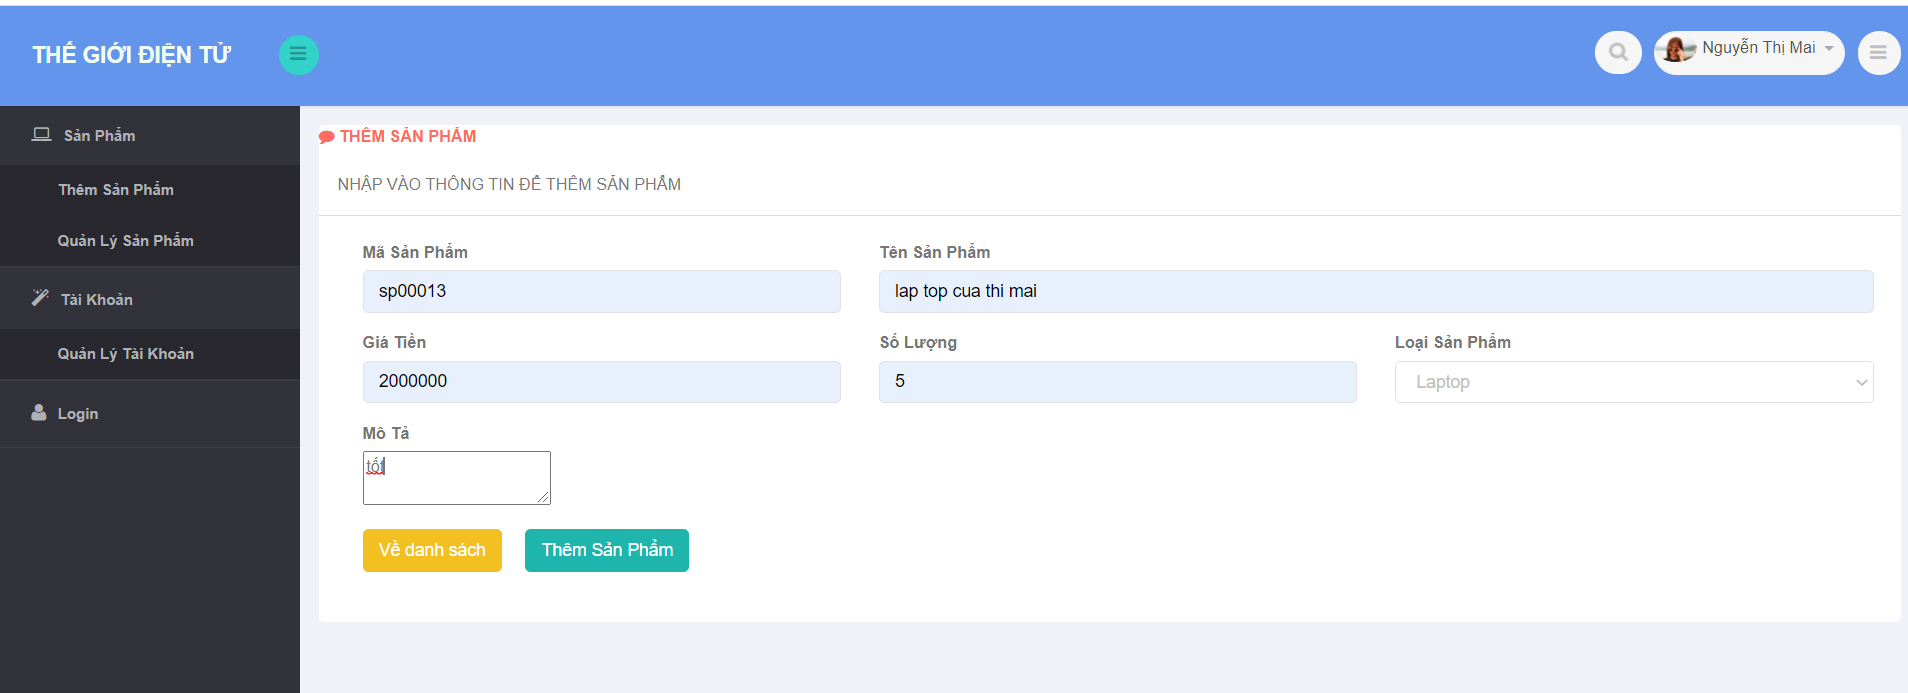 THẾ GIỚI ĐIỆN TỬ
Nguyễn Thị Mai
Sản Phẩm
Thêm Sản Phẩm
Quản Lý Sản Phẩm
Tài Khoản
Quản Lý Tài Khoản
Login
THÊM SẢN PHẨM
NHẬP VÀO THÔNG TIN ĐỂ THÊM SẢN PHẨM
Mã Sản Phẩm
Tên Sản Phẩm
sp00013
lap top cua thi mai
Giá Tiền
Số Lượng
Loại Sản Phẩm
2000000
5
Laptop
Mô Tả
tốt
Về danh sách
Thêm Sản Phẩm